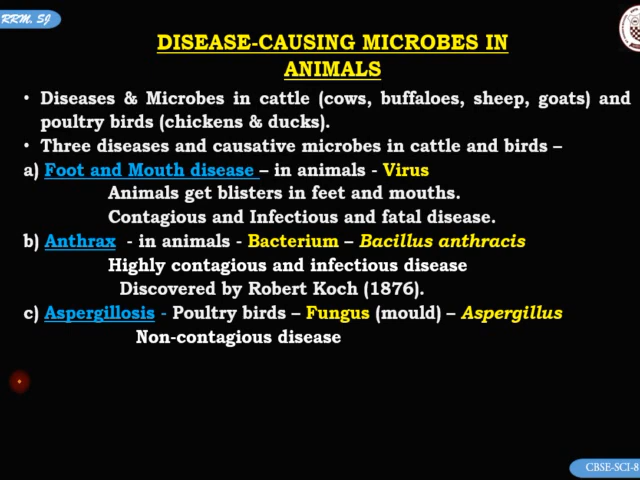 RRM, SJ
DISEASE-CAUSING MICROBES IN
ANIMALS
• Diseases & Microbes in cattle (cows, buffaloes, sheep, goats) and
poultry birds (chickens & ducks).
• Three diseases and causative microbes in cattle and birds –
a) Foot and Mouth disease – in animals - Virus
Animals get blisters in feet and mouths.
Contagious and Infectious and fatal disease.
b) Anthrax - in animals - Bacterium – Bacillus anthracis
Highly contagious and infectious disease
Discovered by Robert Koch (1876).
c) Aspergillosis - Poultry birds – Fungus (mould) – Aspergillus
Non-contagious disease
CBSE-SCI-8